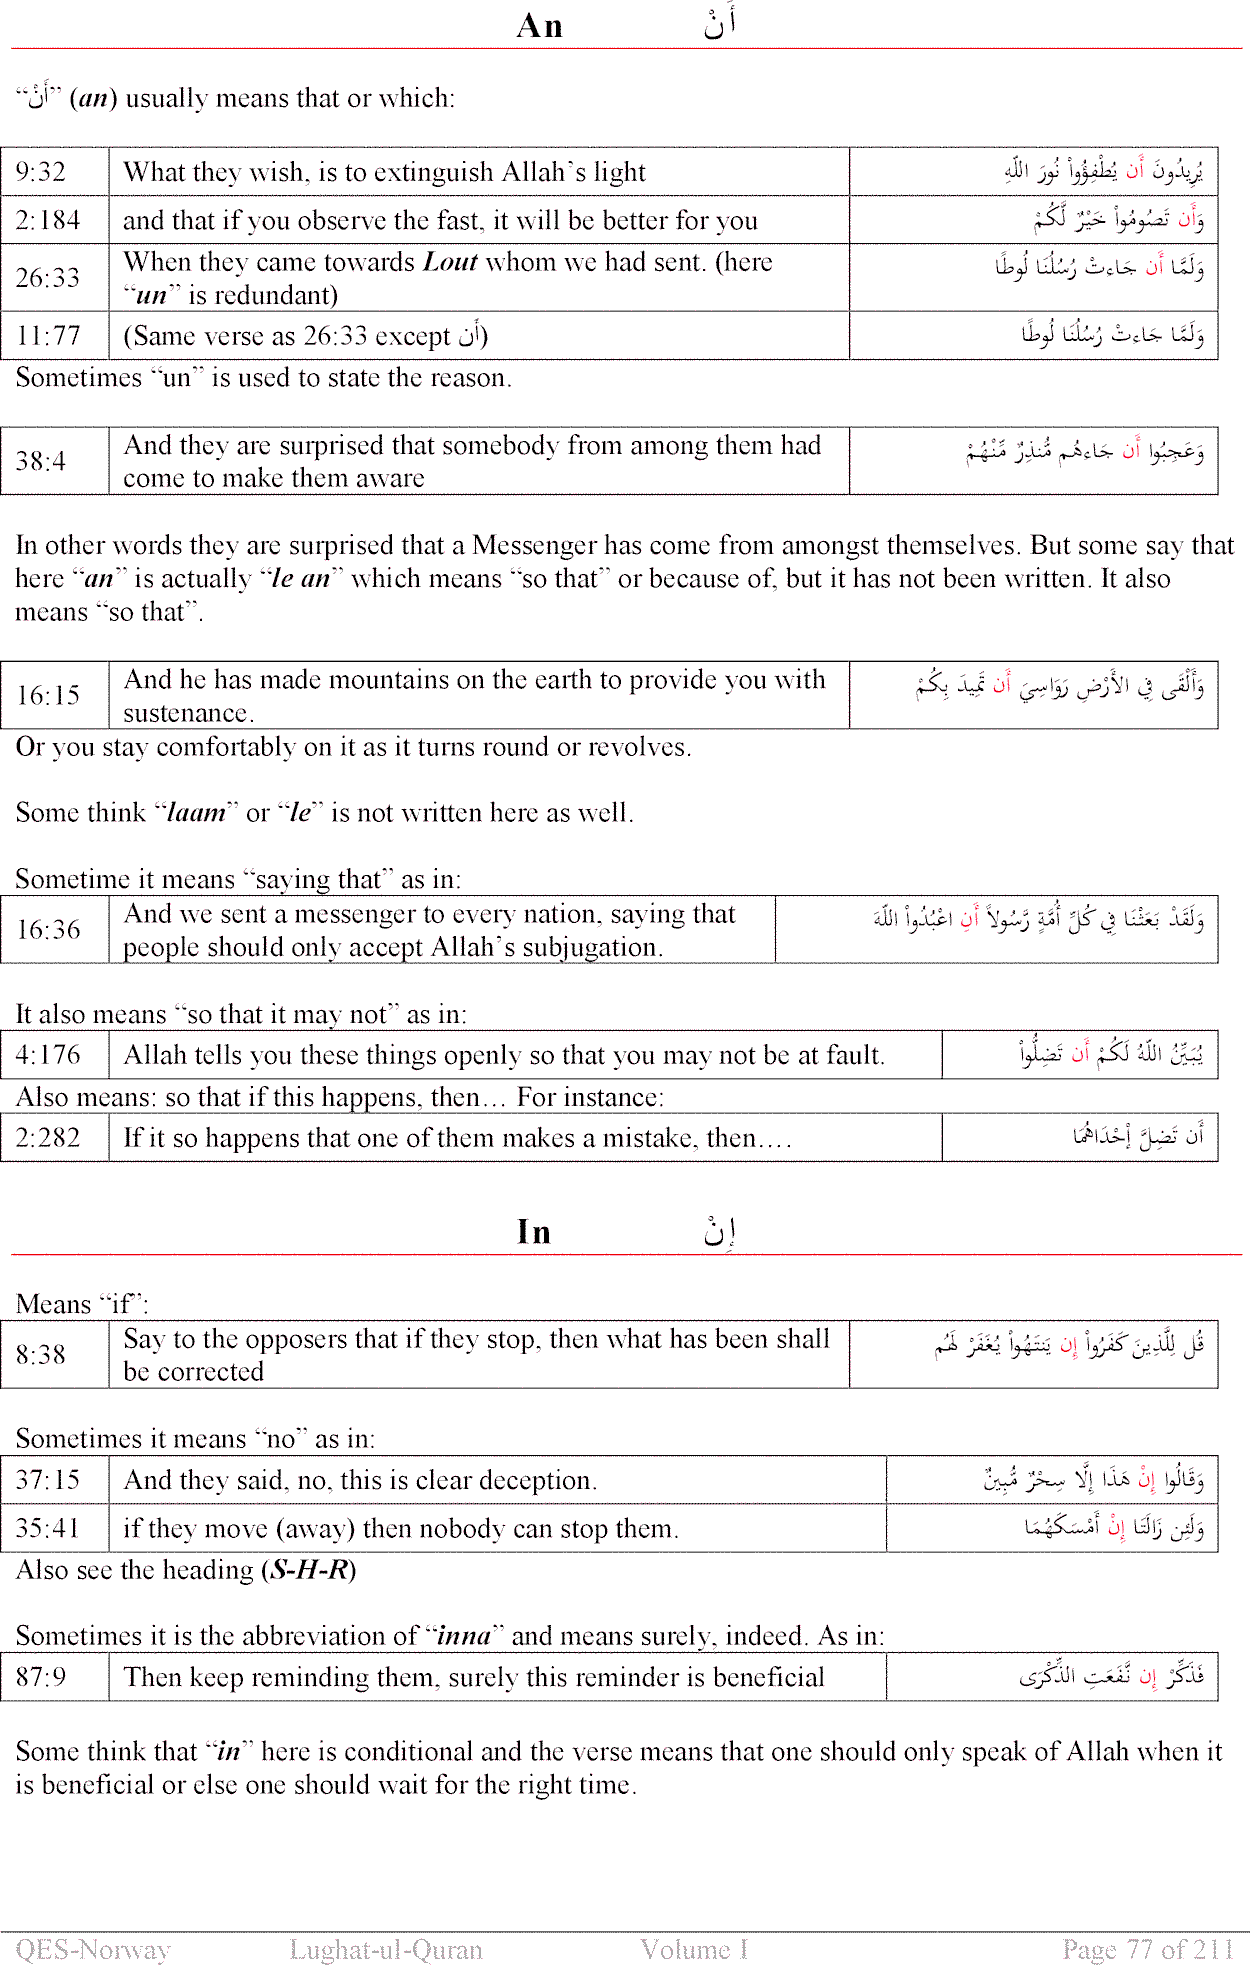 An أَنْ
“أَنْ” (an) usually means that or which:
9:32 What they wish, is to extinguish Allah’s light يُرِيدُونَ أَن يُطْفِؤُواْ نُورَ اللّهِ
2:184 and that if you observe the fast, it will be better for you وَأَن تَصُومُواْ خَيْرٌ لَّكُمْ
26:33 When they came towards Lout whom we had sent. (here وَلَمَّا أَن جَاءتْ رُسُلُنَا لُوطًا
“un” is redundant)
11:77 (Same verse as 26:33 except أَن) وَلَمَّا جَاءتْ رُسُلُنَا لُوطًا
Sometimes “un” is used to state the reason.
38:4 And they are surprised that somebody from among them had وَعَجِبُوا أَن جَاءهُم مُّنذِرٌ مِّنْهُمْ
come to make them aware
In other words they are surprised that a Messenger has come from amongst themselves. But some say that
here “an” is actually “le an” which means “so that” or because of, but it has not been written. It also
means “so that”.
16:15 And he has made mountains on the earth to provide you with وَأَلْقَى فِي الأَرْضِ رَوَاسِيَ أَن تَمِيدَ بِكُمْ
sustenance.
Or you stay comfortably on it as it turns round or revolves.
Some think “laam” or “le” is not written here as well.
Sometime it means “saying that” as in:
16:36 And we sent a messenger to every nation, saying that وَلَقَدْ بَعَثْنَا فِي كُلِّ أُمَّةٍ رَّسُولاً أَنِ اعْبُدُواْ اللّهَ
people should only accept Allah’s subjugation.
It also means “so that it may not” as in:
4:176 Allah tells you these things openly so that you may not be at fault. يُبَيِّنُ اللّهُ لَكُمْ أَن تَضِلُّواْ
Also means: so that if this happens, then… For instance:
2:282 If it so happens that one of them makes a mistake, then…. أَن تَضِلَّ إْحْدَاهُمَا
In إِنْ
Means “if”:
8:38 Say to the opposers that if they stop, then what has been shall قُل لِلَّذِينَ كَفَرُواْ إِن يَنتَهُواْ يُغَفَرْ لَهُم
be corrected
Sometimes it means “no” as in:
37:15 And they said, no, this is clear deception. وَقَالُوا إِنْ هَذَا إِلَّا سِحْرٌ مُّبِينٌ
35:41 if they move (away) then nobody can stop them. وَلَئِن زَالَتَا إِنْ أَمْسَكَهُمَا
Also see the heading (S-H-R)
Sometimes it is the abbreviation of “inna” and means surely, indeed. As in:
87:9 Then keep reminding them, surely this reminder is beneficial فَذَكِّرْ إِن نَّفَعَتِ الذِّكْرَى
Some think that “in” here is conditional and the verse means that one should only speak of Allah when it
is beneficial or else one should wait for the right time.
QES-Norway Lughat-ul-Quran Volume I Page 77 of 211